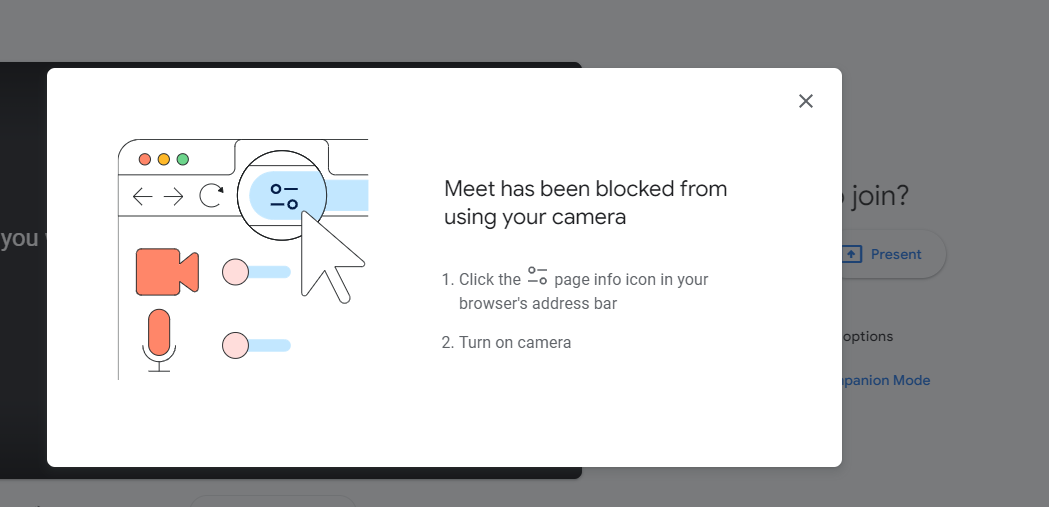 Meet has been blocked from
using your camera
1. Click the page info icon in your
browser's address bar
2. Turn on camera
you
join?
Present
options
Mode